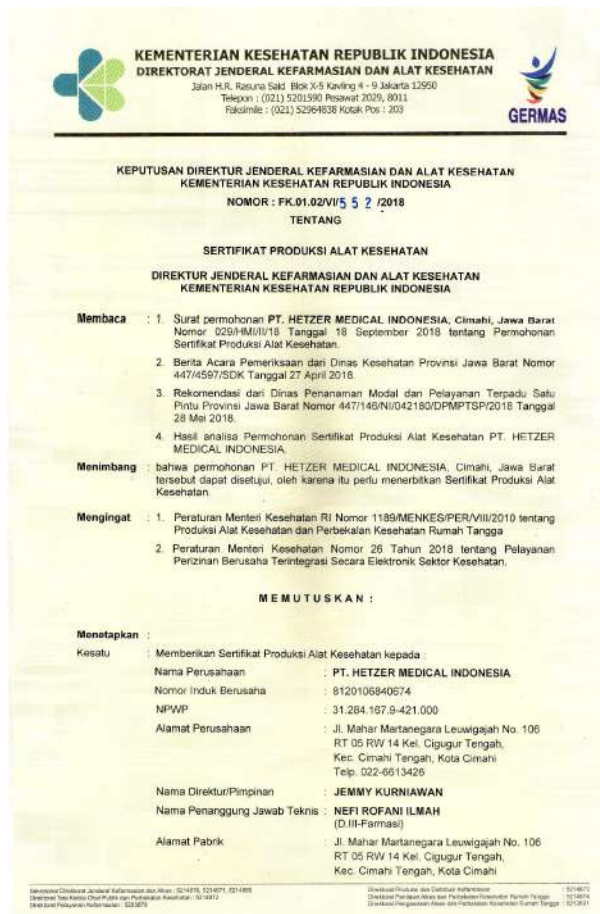 KEMENTERIAN KESEHATAN REPUBLIK INDONESIA
DIREKTORAT JENDERAL KEFARMASIAN DAN ALAT KESEHATAN
Jalan H.R. Rasuna Said Blok X-5 Kavling 4 - 9 Jakarta 12950
Telepon : (021) 5201590 Pesawat 2029, 8011
Faksimile : (021) 52964838 Kotak Pos : 203
GERMAS
KEPUTUSAN DIREKTUR JENDERAL KEFARMASIAN DAN ALAT KESEHATAN
KEMENTERIAN KESEHATAN REPUBLIK INDONESIA
NOMOR : FK.01.02/VI/552/2018
TENTANG
SERTIFIKAT PRODUKSI ALAT KESEHATAN
DIREKTUR JENDERAL KEFARMASIAN DAN ALAT KESEHATAN
KEMENTERIAN KESEHATAN REPUBLIK INDONESIA
Membaca : 1. Surat permohonan PT. HETZER MEDICAL INDONESIA, Cimahi, Jawa Barat
Nomor 029/HMI/II/18 Tanggal 18 September 2018 tentang Permohonan
Sertifikat Produksi Alat Kesehatan.
2. Berita Acara Pemeriksaan dari Dinas Kesehatan Provinsi Jawa Barat Nomor
447/4597/SDK Tanggal 27 April 2018.
3. Rekomendasi dari Dinas Penanaman Modal dan Pelayanan Terpadu Satu
Pintu Provinsi Jawa Barat Nomor 447/146/NI/042180/DPMPTSP/2018 Tanggal
28 Mei 2018.
4. Hasil analisa Permohonan Sertifikat Produksi Alat Kesehatan PT. HETZER
MEDICAL INDONESIA.
Menimbang : bahwa permohonan PT. HETZER MEDICAL INDONESIA, Cimahi, Jawa Barat
tersebut dapat disetujui, oleh karena itu perlu menerbitkan Sertifikat Produksi Alat
Kesehatan.
Mengingat : 1. Peraturan Menteri Kesehatan RI Nomor 1189/MENKES/PER/VIII/2010 tentang
Produksi Alat Kesehatan dan Perbekalan Kesehatan Rumah Tangga
2. Peraturan Menteri Kesehatan Nomor 26 Tahun 2018 tentang Pelayanan
Perizinan Berusaha Terintegrasi Secara Elektronik Sektor Kesehatan.
MEMUTUSKAN :
Menetapkan :
Kesatu : Memberikan Sertifikat Produksi Alat Kesehatan kepada :
Nama Perusahaan : PT. HETZER MEDICAL INDONESIA
Nomor Induk Berusaha : 8120106840674
NPWP : 31.284.167.9-421.000
Alamat Perusahaan : Jl. Mahar Martanegara Leuwigajah No. 106
RT 05 RW 14 Kel. Cigugur Tengah,
Kec. Cimahi Tengah, Kota Cimahi
Telp. 022-6613426
Nama Direktur/Pimpinan : JEMMY KURNIAWAN
Nama Penanggung Jawab Teknis : NEFI ROFANI ILMAH
(D.III-Farmasi)
Alamat Pabrik : Jl. Mahar Martanegara Leuwigajah No. 106
RT 05 RW 14 Kel. Cigugur Tengah,
Kec. Cimahi Tengah, Kota Cimahi